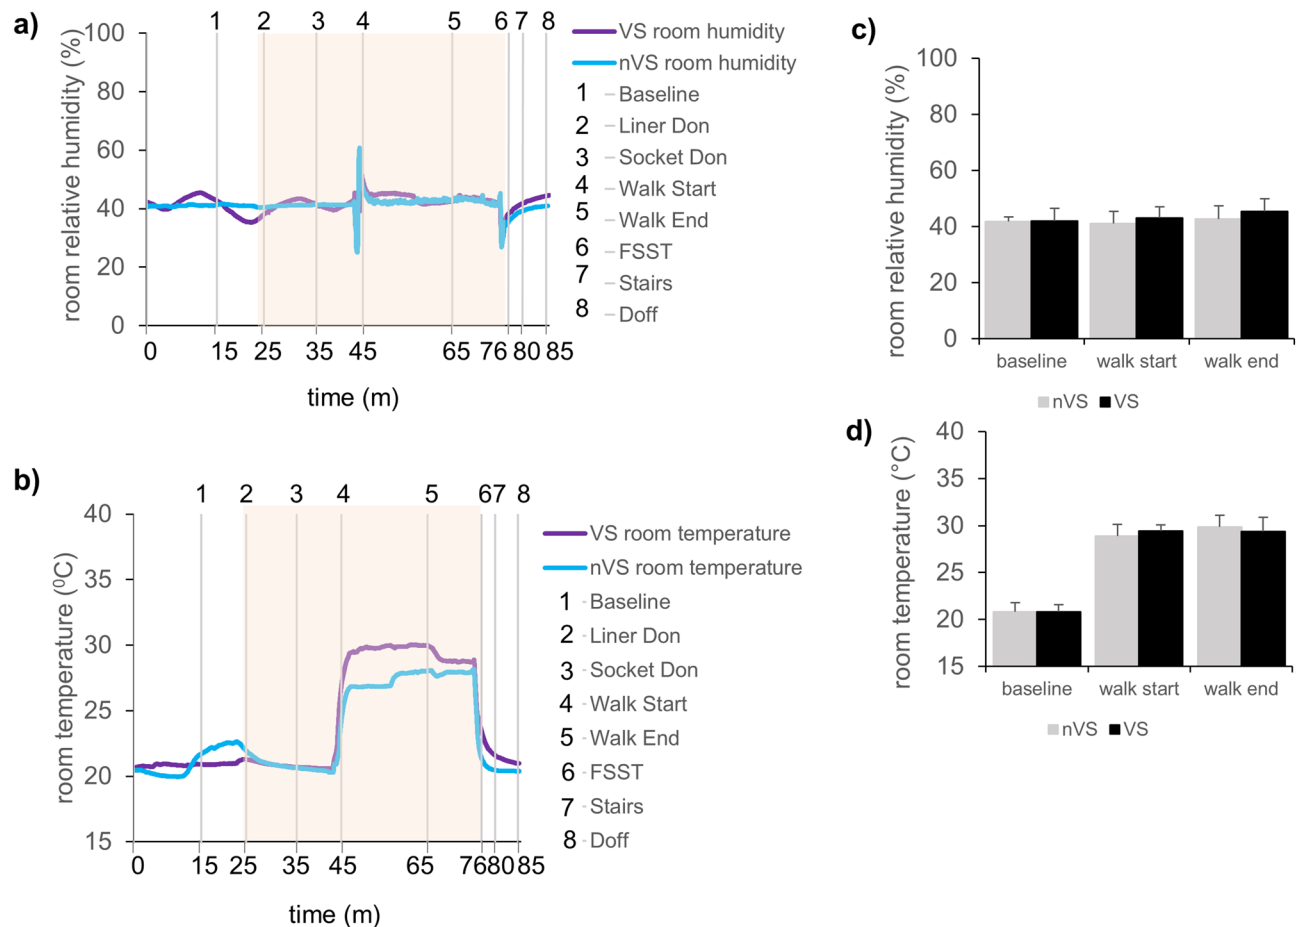 a)
1 2 3 4 5 6 7 8
room relative humidity (%)
100
80
60
40
20
0
0 15 25 35 45 65 76 80 85
time (m)
VS room humidity
nVS room humidity
1 Baseline
2 Liner Don
3 Socket Don
4 Walk Start
5 Walk End
6 FSST
7 Stairs
8 Doff
b)
1 2 3 4 5 6 7 8
room temperature (⁰C)
40
35
30
25
20
15
0 15 25 35 45 65 76 80 85
time (m)
VS room temperature
nVS room temperature
1 Baseline
2 Liner Don
3 Socket Don
4 Walk Start
5 Walk End
6 FSST
7 Stairs
8 Doff
c)
room relative humidity (%)
100
80
60
40
20
0
baseline walk start walk end
nVS VS
d)
room temperature (°C)
40
35
30
25
20
15
baseline walk start walk end
nVS VS